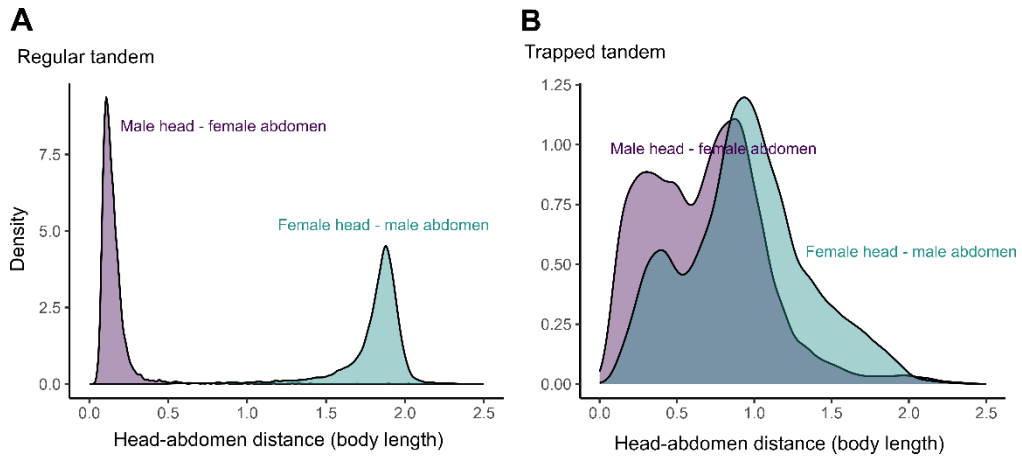 A
Regular tandem
7.5
5.0
2.5
0.0
Density
Male head - female abdomen
Female head - male abdomen
0.0 0.5 1.0 1.5 2.0 2.5
Head-abdomen distance (body length)
B
Trapped tandem
1.25
1.00
0.75
0.50
0.25
0.00
Male head - female abdomen
Female head - male abdomen
0.0 0.5 1.0 1.5 2.0 2.5
Head-abdomen distance (body length)